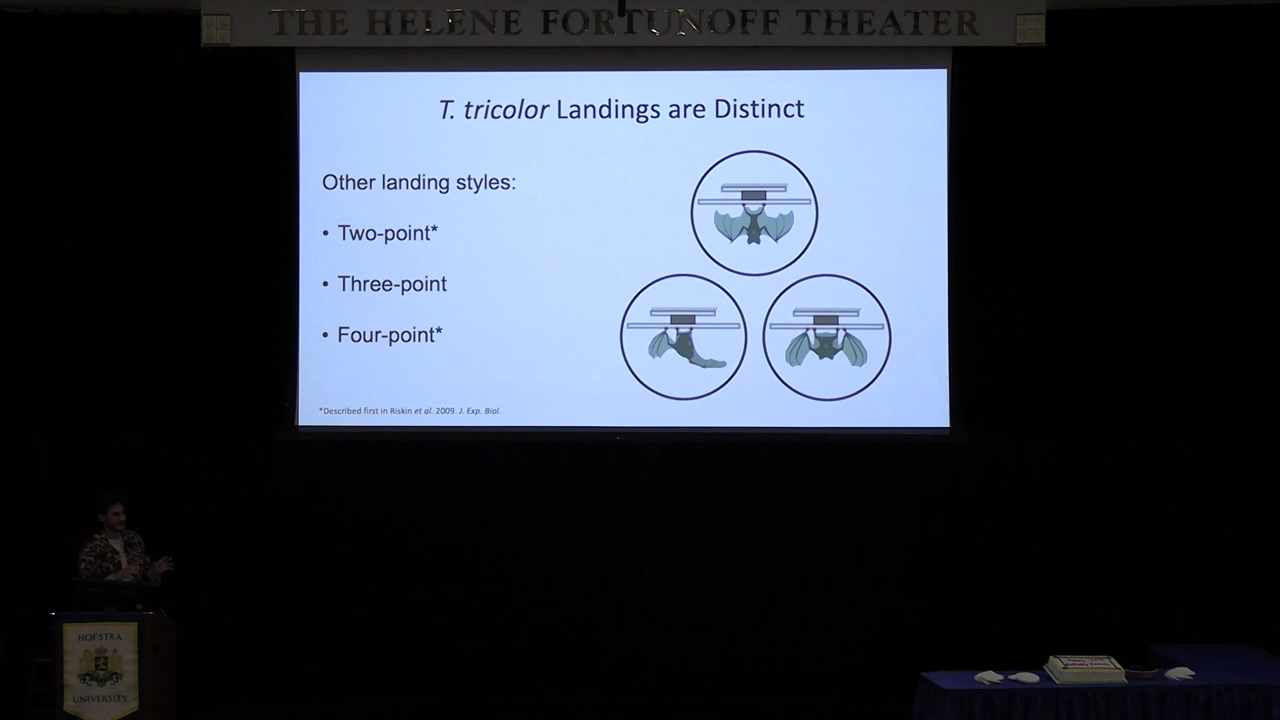 THE HELENE FORTUNOFF THEATER
T. tricolor Landings are Distinct
Other landing styles:
• Two-point*
• Three-point
• Four-point*
*Described first in Riskin et al. 2009. J. Exp. Biol.
HOFSTRA
UNIVERSITY